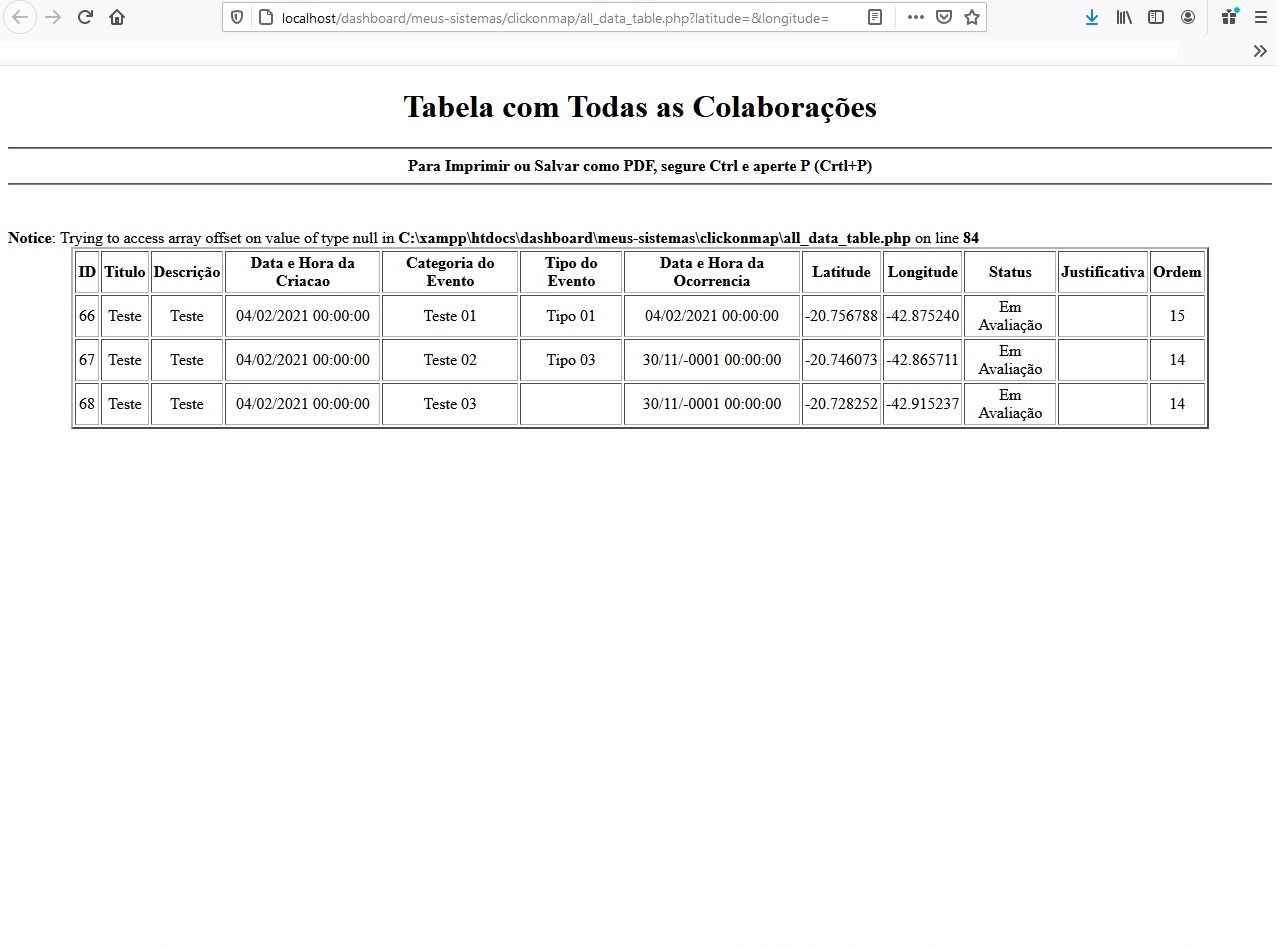 localhost/dashboard/meus-sistemas/clickonmap/all_data_table.php?latitude=&longitude=
Tabela com Todas as Colaborações
Para Imprimir ou Salvar como PDF, segure Ctrl e aperte P (Crtl+P)
Notice: Trying to access array offset on value of type null in C:\xampp\htdocs\dashboard\meus-sistemas\clickonmap\all_data_table.php on line 84
ID Titulo Descrição Data e Hora da Criacao Categoria do Evento Tipo do Evento Data e Hora da Ocorrencia Latitude Longitude Status Justificativa Ordem
66 Teste Teste 04/02/2021 00:00:00 Teste 01 Tipo 01 04/02/2021 00:00:00 -20.756788 -42.875240 Em Avaliação 15
67 Teste Teste 04/02/2021 00:00:00 Teste 02 Tipo 03 30/11/-0001 00:00:00 -20.746073 -42.865711 Em Avaliação 14
68 Teste Teste 04/02/2021 00:00:00 Teste 03 30/11/-0001 00:00:00 -20.728252 -42.915237 Em Avaliação 14